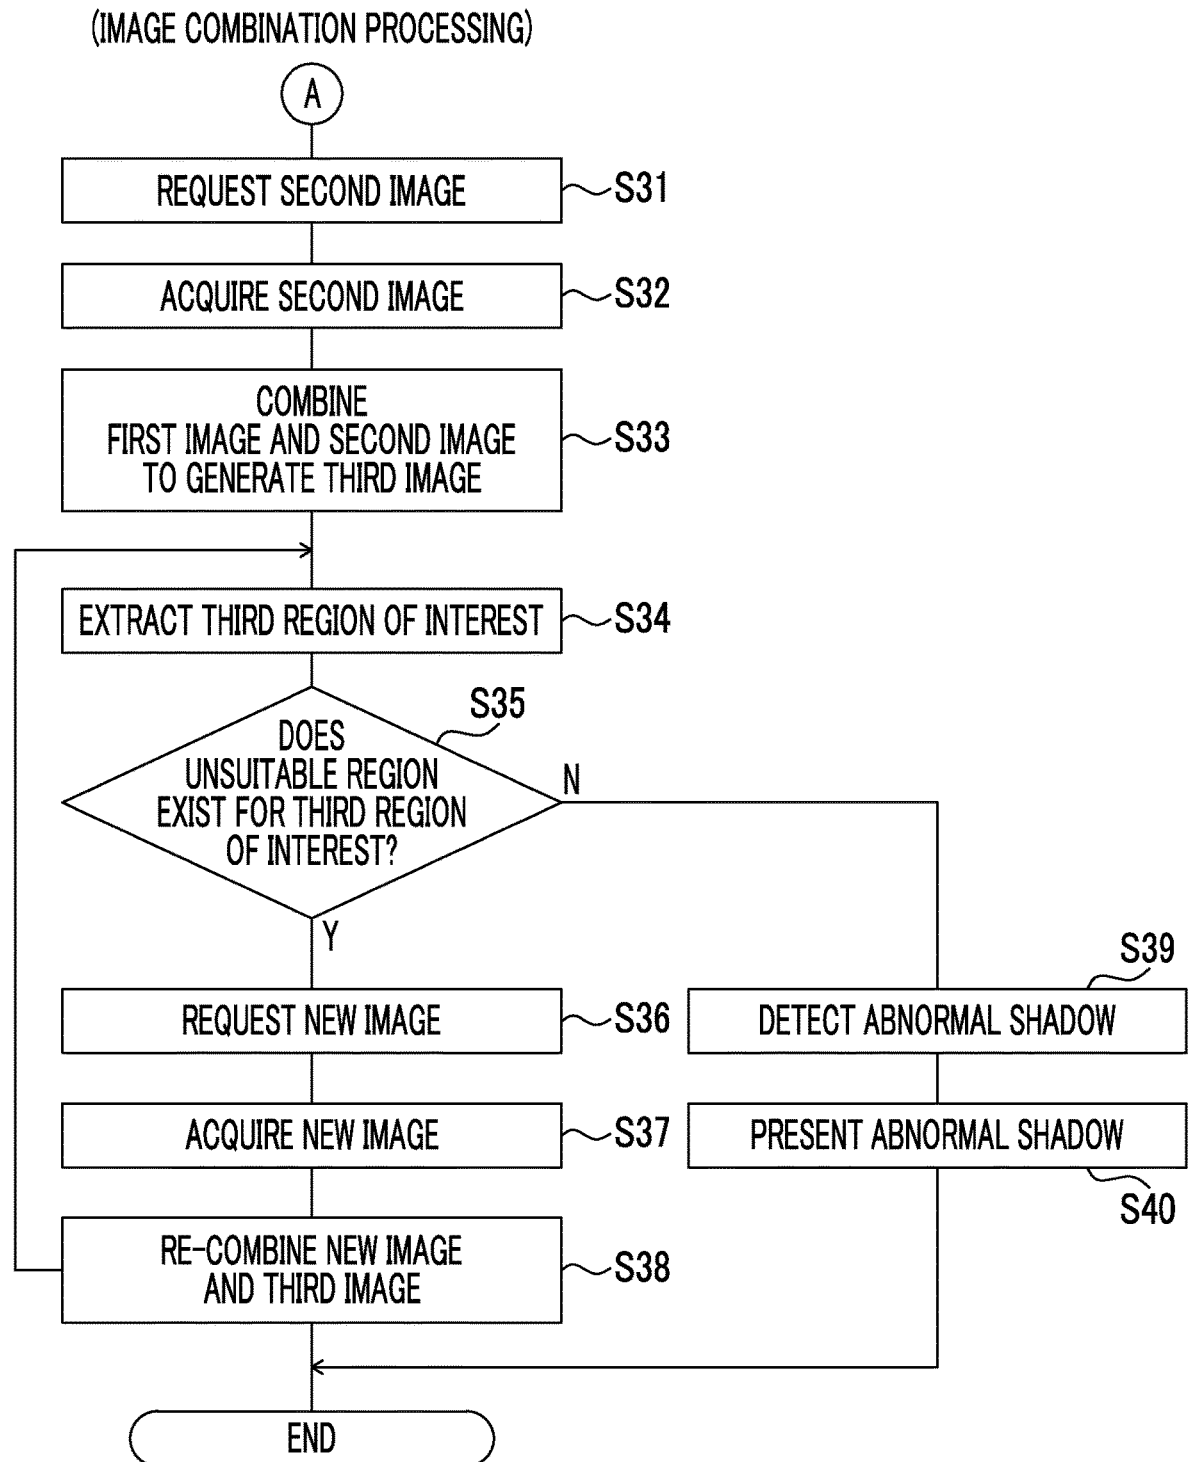 (IMAGE COMBINATION PROCESSING)
A
REQUEST SECOND IMAGE
S31
ACQUIRE SECOND IMAGE
S32
COMBINE
FIRST IMAGE AND SECOND IMAGE
TO GENERATE THIRD IMAGE
S33
EXTRACT THIRD REGION OF INTEREST
S34
S35
DOES
UNSUITABLE REGION
EXIST FOR THIRD REGION
OF INTEREST?
N
Y
REQUEST NEW IMAGE
S36
S39
DETECT ABNORMAL SHADOW
ACQUIRE NEW IMAGE
S37
PRESENT ABNORMAL SHADOW
S40
RE-COMBINE NEW IMAGE
AND THIRD IMAGE
S38
END